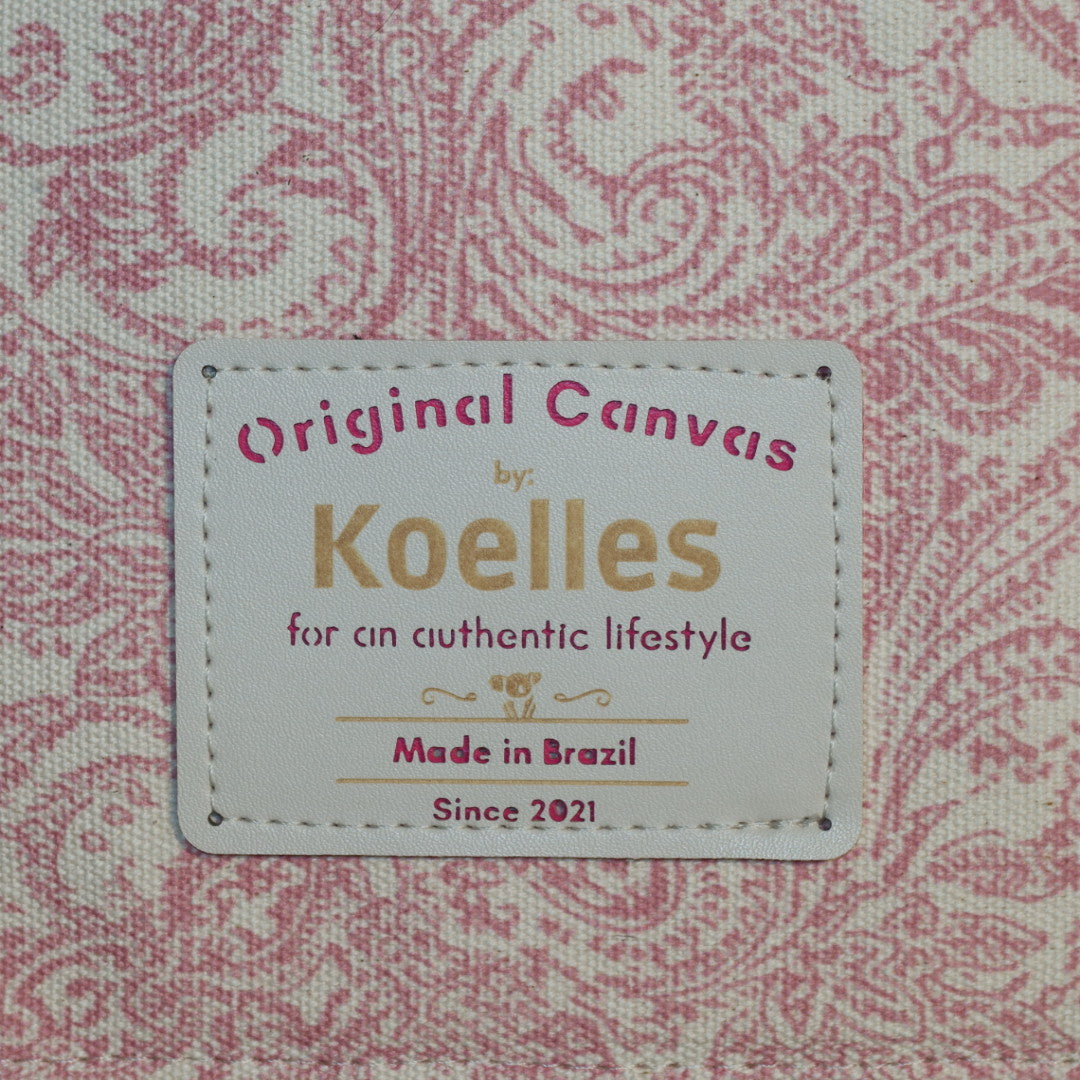 Original Canvas
by:
Koelles
for an authentic lifestyle
Made in Brazil
Since 2021